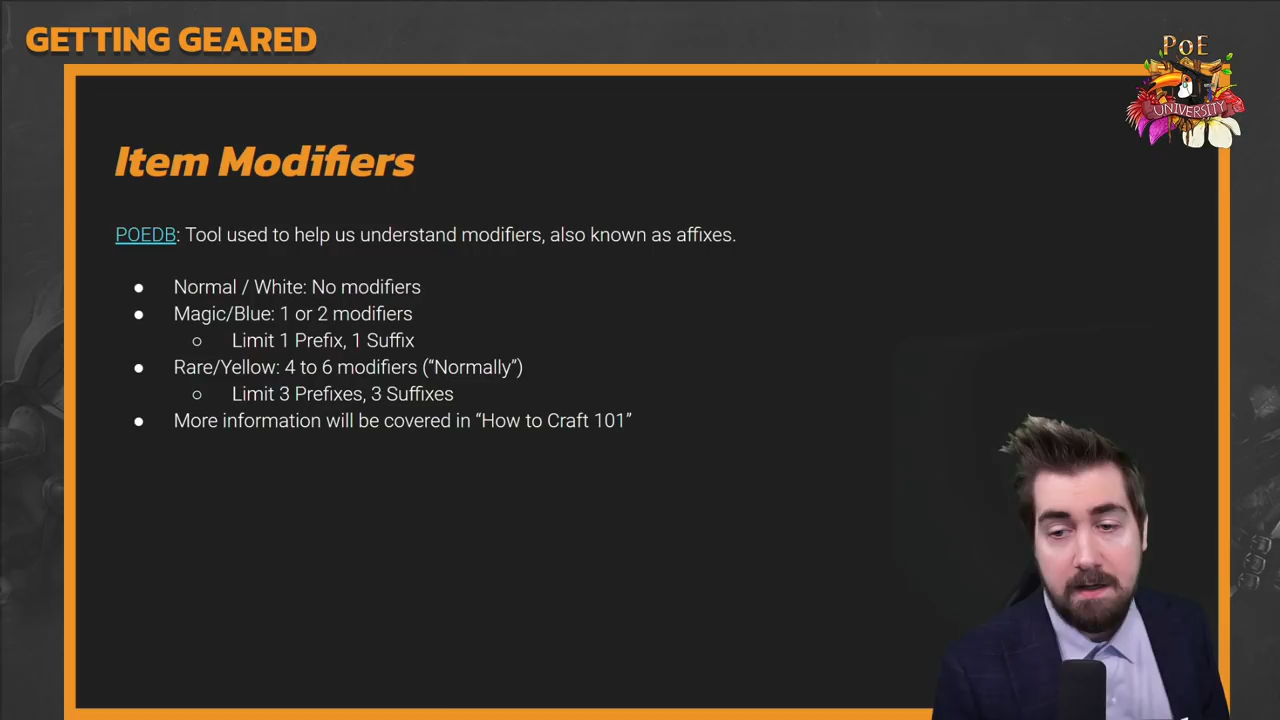 GETTING GEARED
PoE
UNIVERSITY
Item Modifiers
POEDB: Tool used to help us understand modifiers, also known as affixes.
● Normal / White: No modifiers
● Magic/Blue: 1 or 2 modifiers
○ Limit 1 Prefix, 1 Suffix
● Rare/Yellow: 4 to 6 modifiers (“Normally”)
○ Limit 3 Prefixes, 3 Suffixes
● More information will be covered in “How to Craft 101”